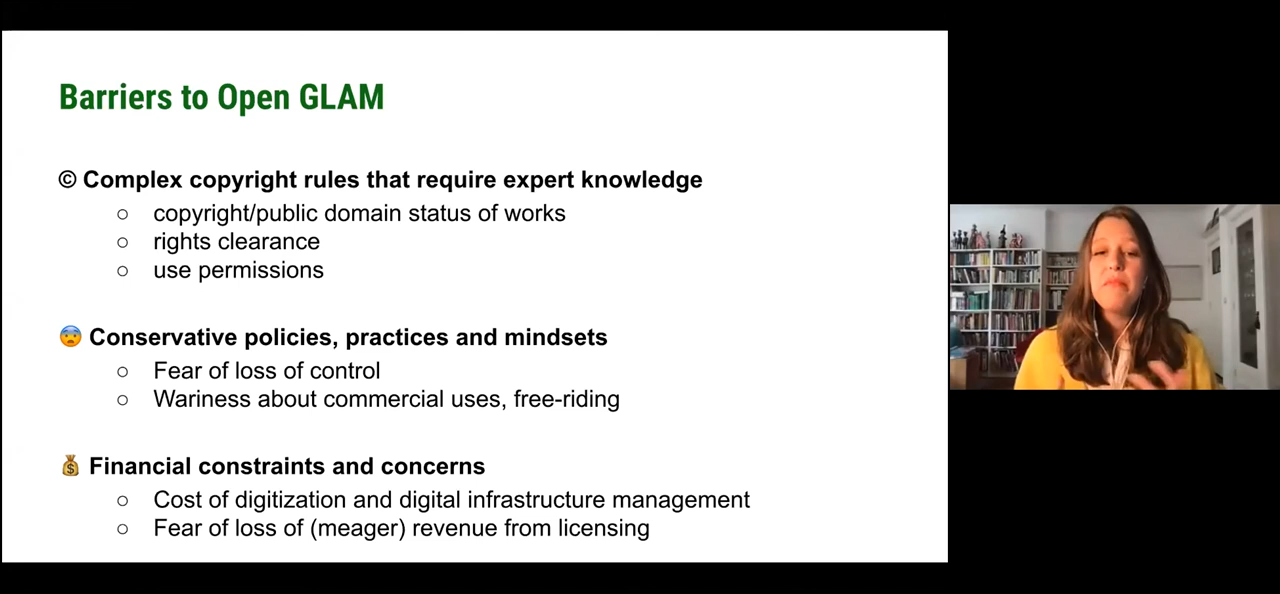 Barriers to Open GLAM
© Complex copyright rules that require expert knowledge
○ copyright/public domain status of works
○ rights clearance
○ use permissions
😨 Conservative policies, practices and mindsets
○ Fear of loss of control
○ Wariness about commercial uses, free-riding
💰 Financial constraints and concerns
○ Cost of digitization and digital infrastructure management
○ Fear of loss of (meager) revenue from licensing